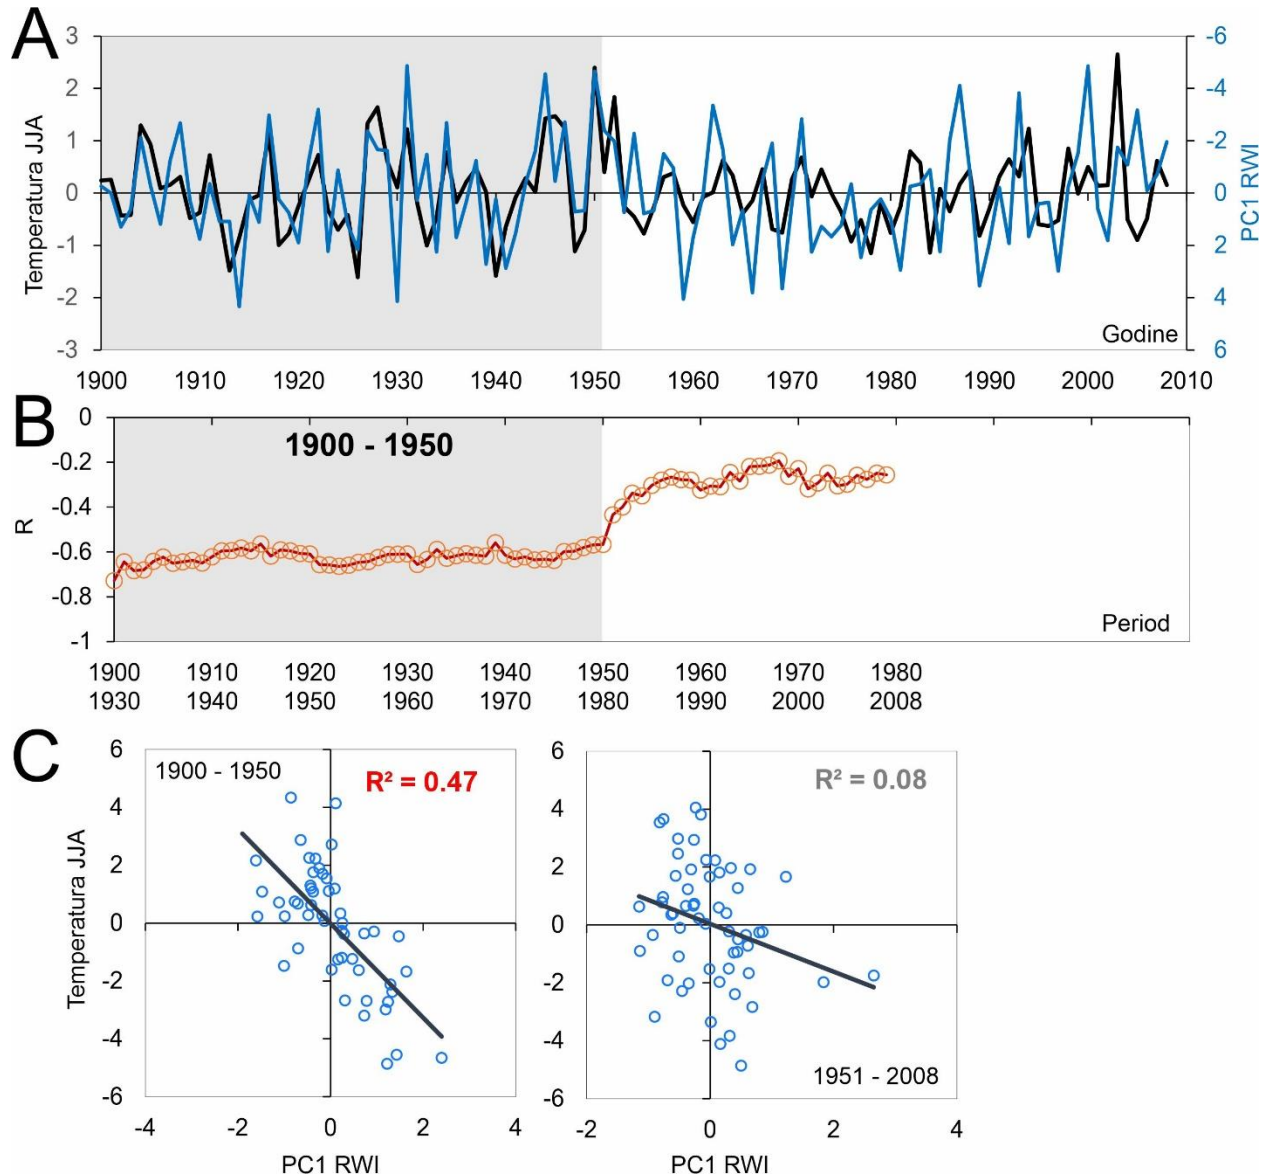 A
Temperatura JJA
3
2
1
0
-1
-2
-3
-6
-4
-2
0
2
4
6
PC1 RWI
Godine
1900 1910 1920 1930 1940 1950 1960 1970 1980 1990 2000 2010
B
1900 - 1950
R
0
-0.2
-0.4
-0.6
-0.8
-1
Period
1900 1910 1920 1930 1940 1950 1960 1970 1980
1930 1940 1950 1960 1970 1980 1990 2000 2008
C
1900 - 1950
R² = 0.47
Temperatura JJA
6
4
2
0
-2
-4
-6
-4 -2 0 2 4
PC1 RWI
R² = 0.08
6
4
2
0
-2
-4
-6
1951 - 2008
-2 0 2 4
PC1 RWI